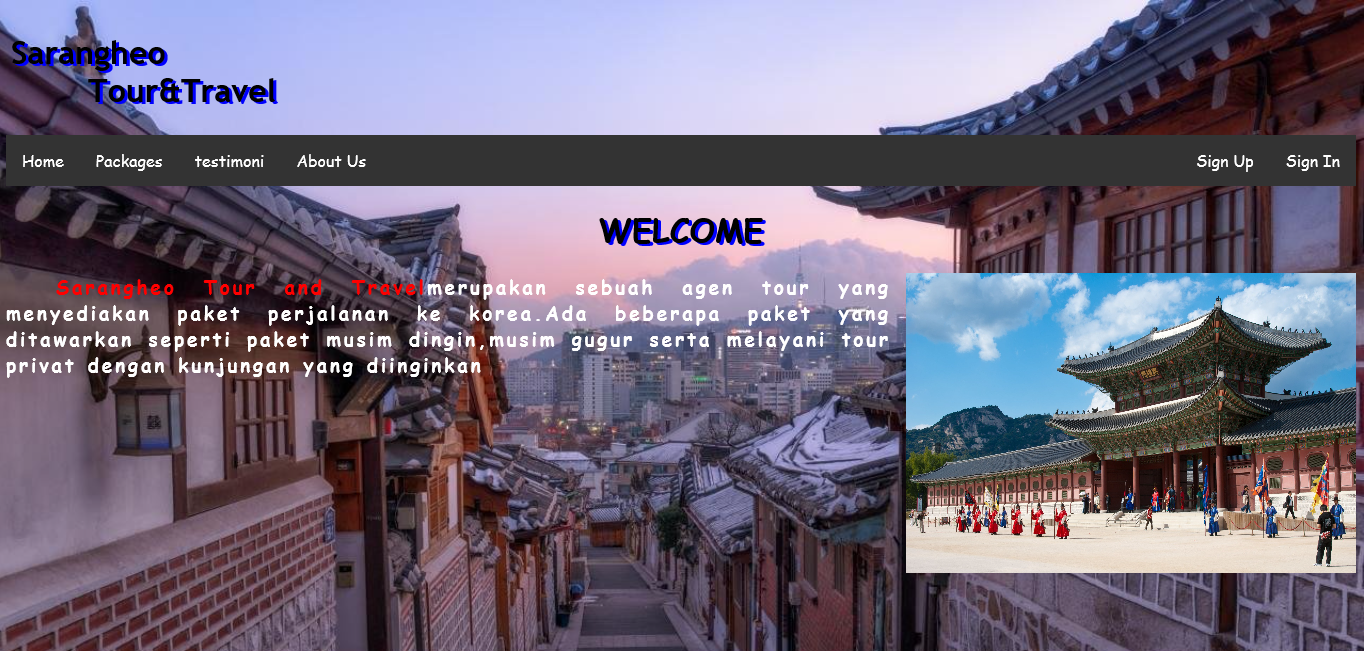 Sarangheo
Tour&Travel
Home Packages testimoni About Us Sign Up Sign In
WELCOME
Sarangheo Tour and Travelmerupakan sebuah agen tour yang
menyediakan paket perjalanan ke korea.Ada beberapa paket yang
ditawarkan seperti paket musim dingin,musim gugur serta melayani tour
privat dengan kunjungan yang diinginkan